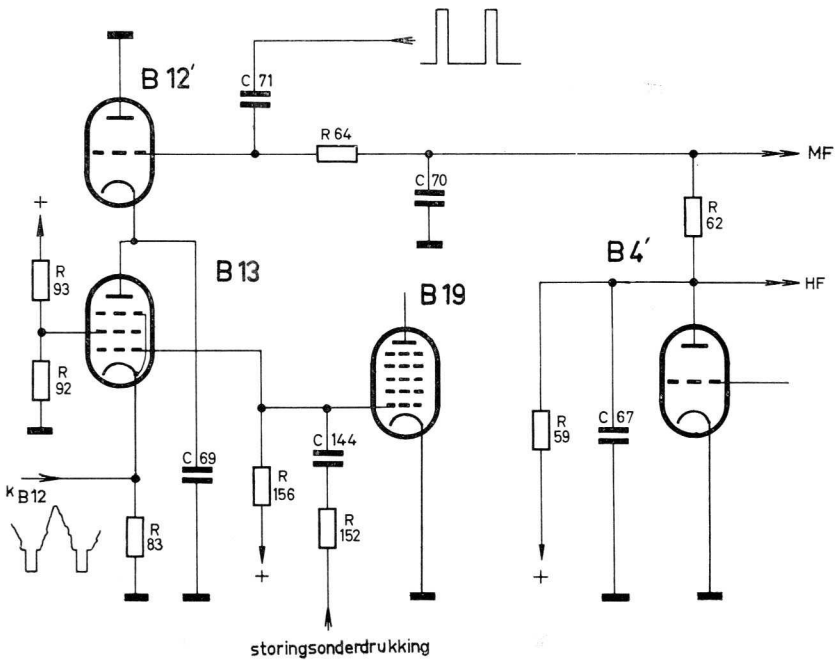 B 12'
C 71
R 64
MF
C 70
R 62
+
R 93
B 13
B 4'
HF
B 19
R 92
C 144
R 59
C 67
C 69
R 156
K B12
R 83
R 152
+
+
storingsonderdrukking